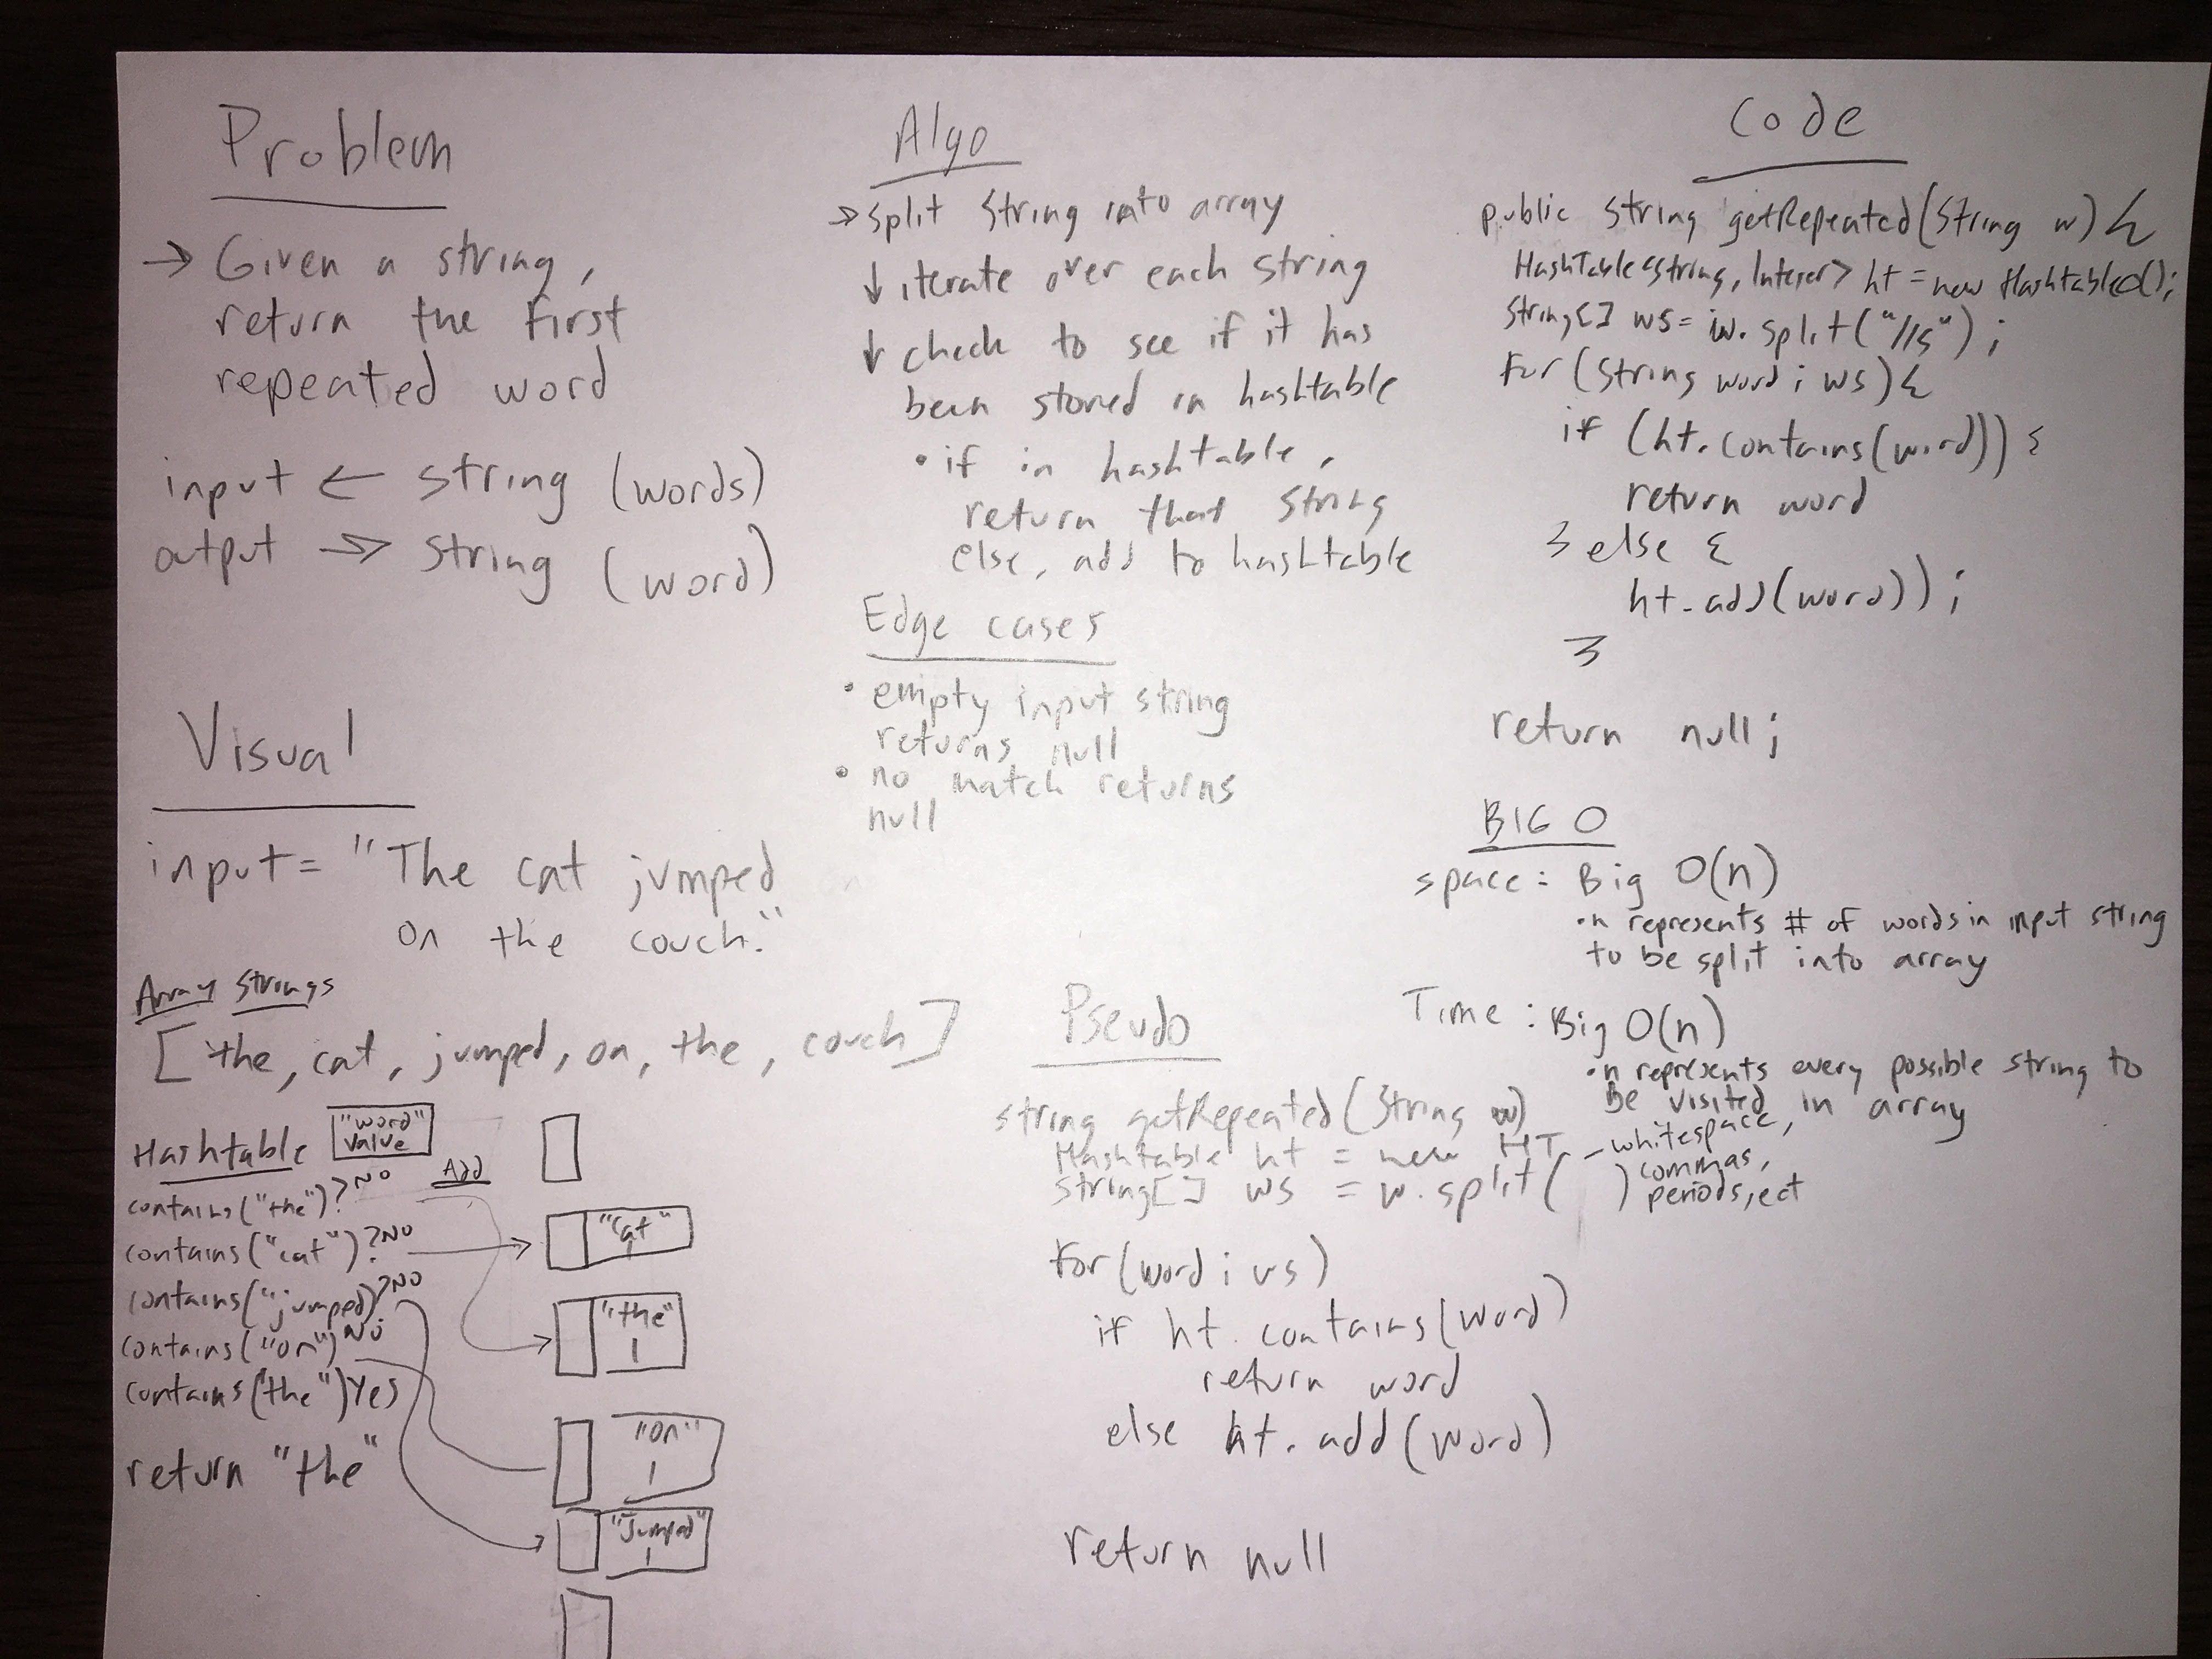 Problem
→ Given a string,
return the first
repeated word
input ← string (words)
output →> string (word)
Visual
input = "The cat jumped
on the couch."
Array Strings
[the, cat, jumped, on, the, couch]
Hashtable
"word"
value
Add
contains("the")? NO
contains("cat")? NO
contains("jumped)? NO
contains("on") NO
contains("the") Yes
return "the"
"Cat"
1
"the"
1
"on"
1
"Jumped"
1
Algo
→> split string into array
↓ iterate over each string
↓ check to see if it has
been stored in hashtable
• if in hashtable,
return that string
else, add to hashtable
Edge cases
• empty input string
returns null
• no match returns
null
Pseudo
string getRepeated(String w)
Hashtable ht = new HT
string[] ws = w.split( )
- whitespace,
commas,
periods, ect
for(word : ws)
if ht.contains(word)
return word
else ht.add(word)
return null
Code
public string getRepeated(String w) {
HashTable<string, Integer> ht = new Hashtable<>();
string[] ws = w.split("//s");
for (string word : ws) {
if (ht.contains(word)) {
return word
} else {
ht.add(word));
}
return null;
BIG O
space: Big O(n)
• n represents # of words in input string
to be split into array
Time: Big O(n)
• n represents every possible string to
Be visited in array